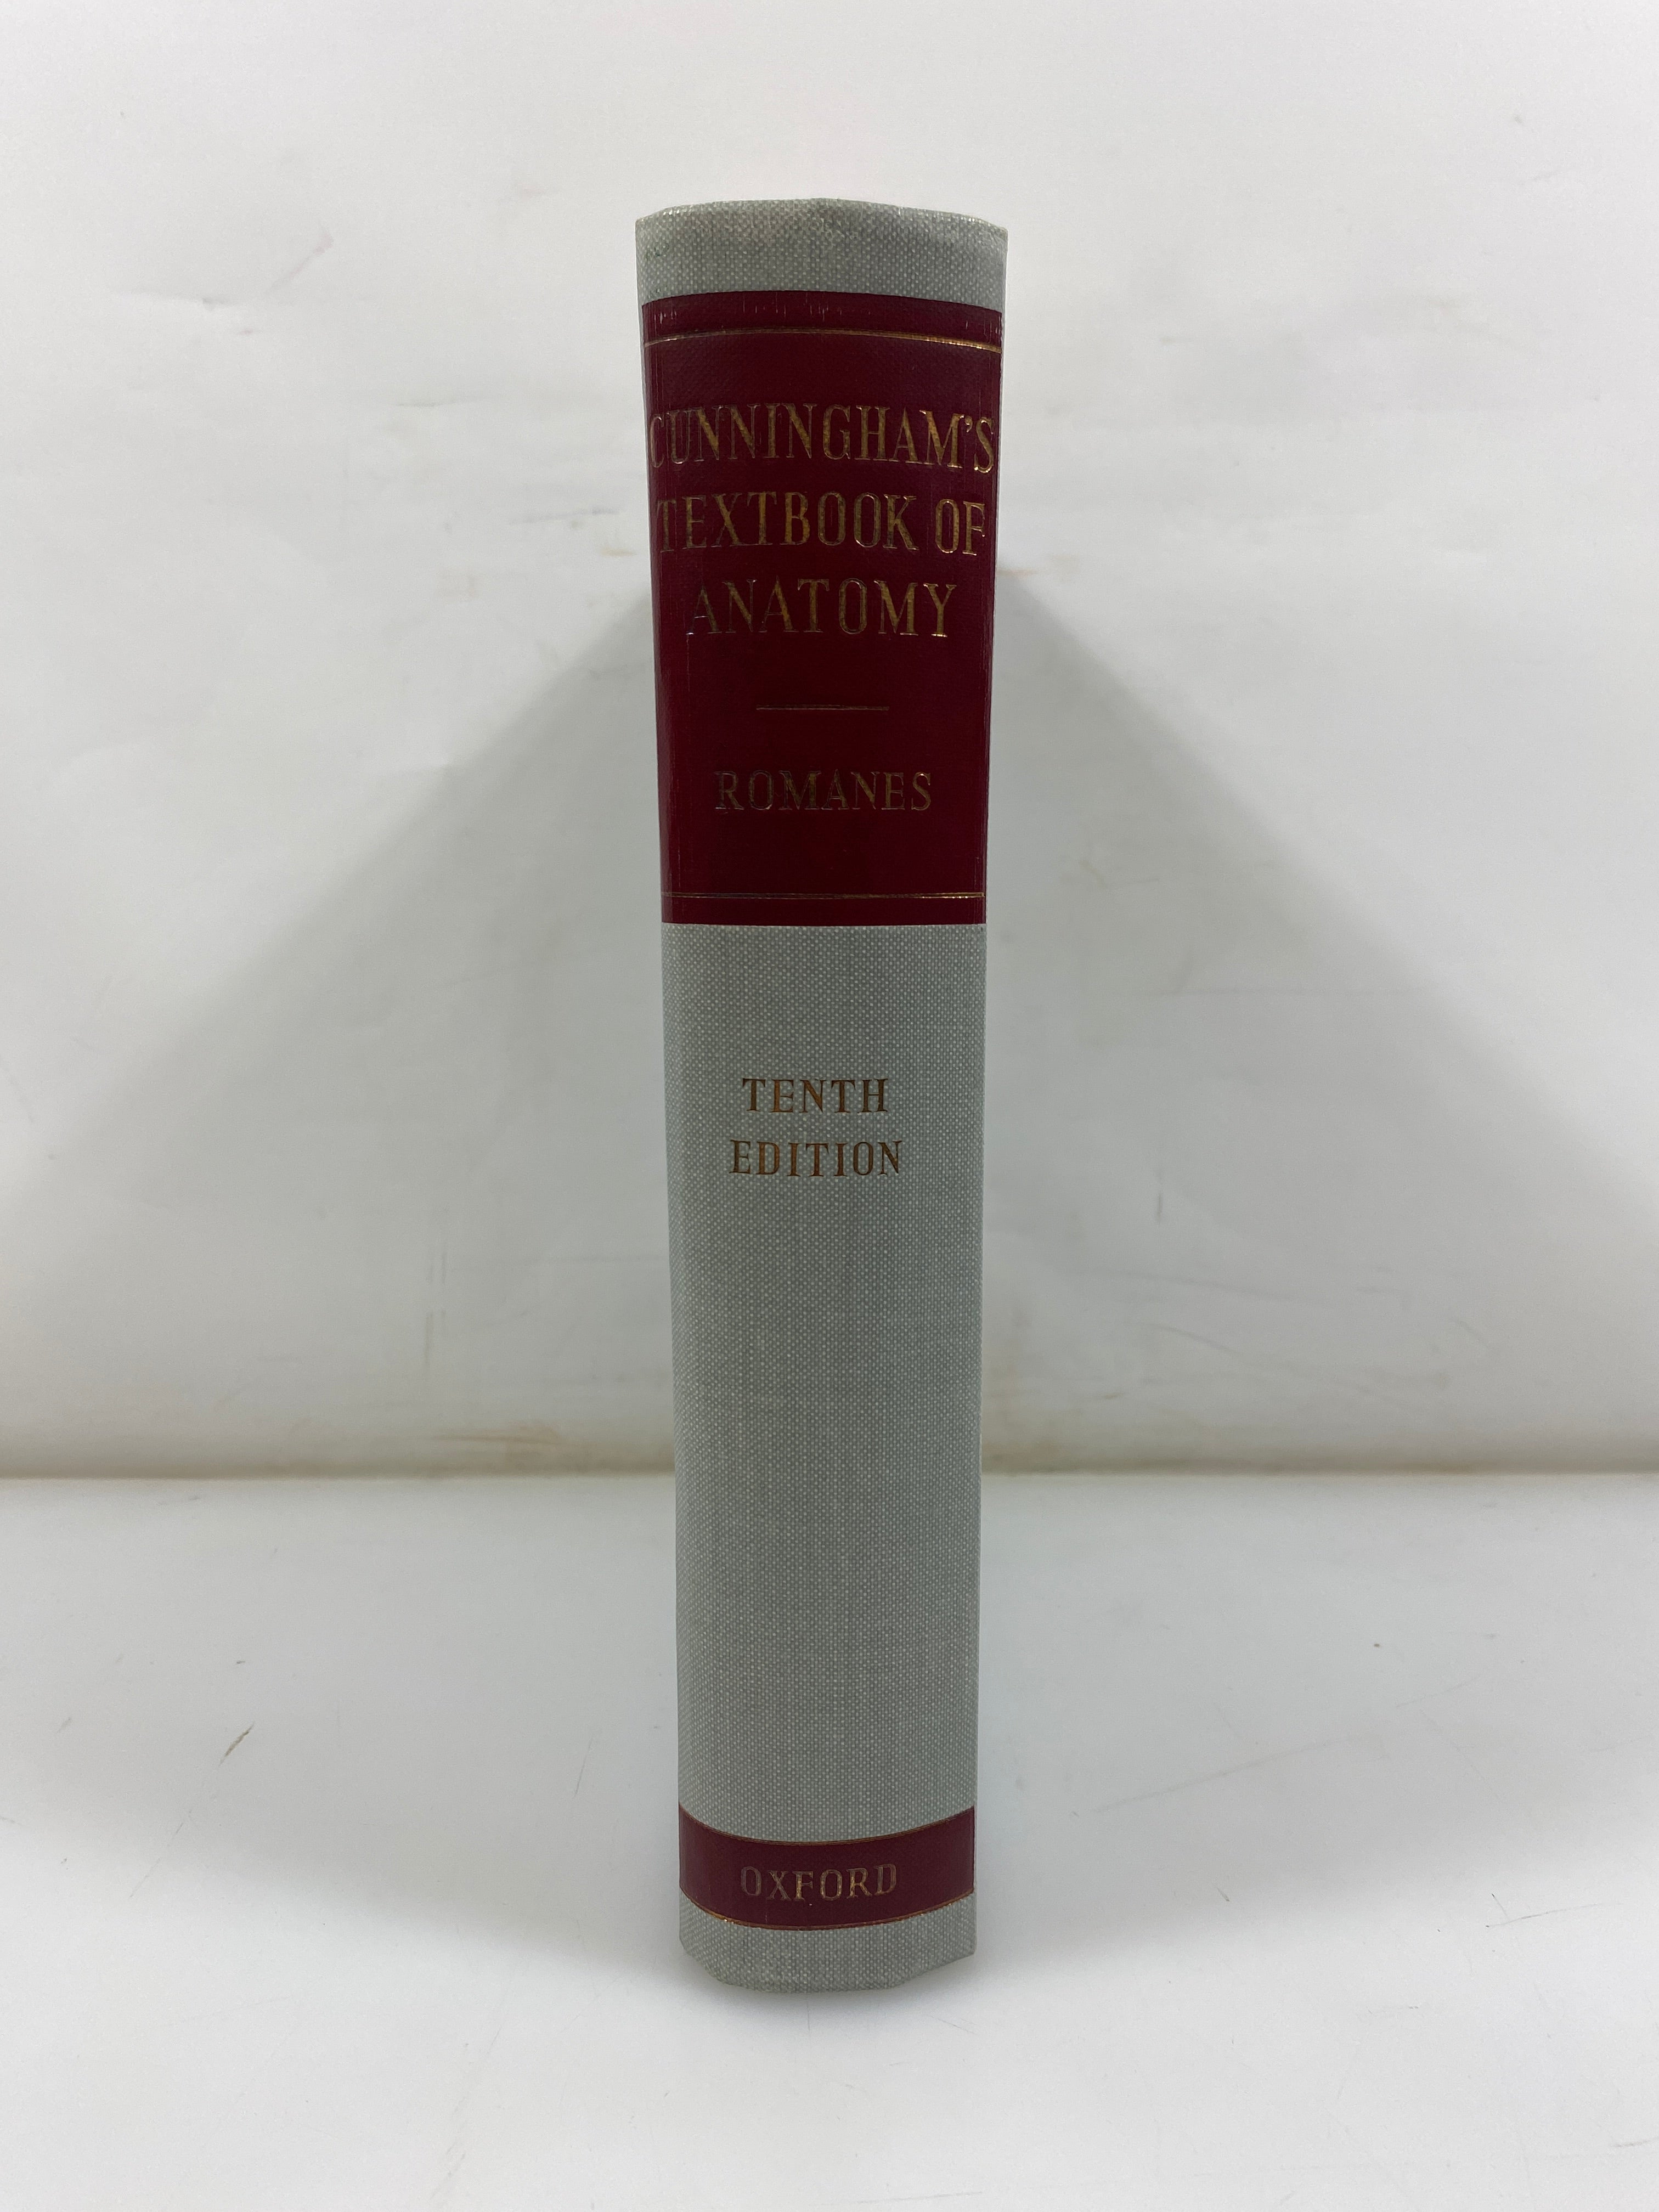 CUNNINGHAM'S
TEXTBOOK OF
ANATOMY
ROMANES
TENTH
EDITION
OXFORD